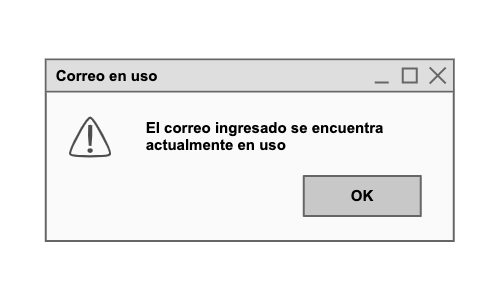 Correo en uso
El correo ingresado se encuentra
actualmente en uso
OK